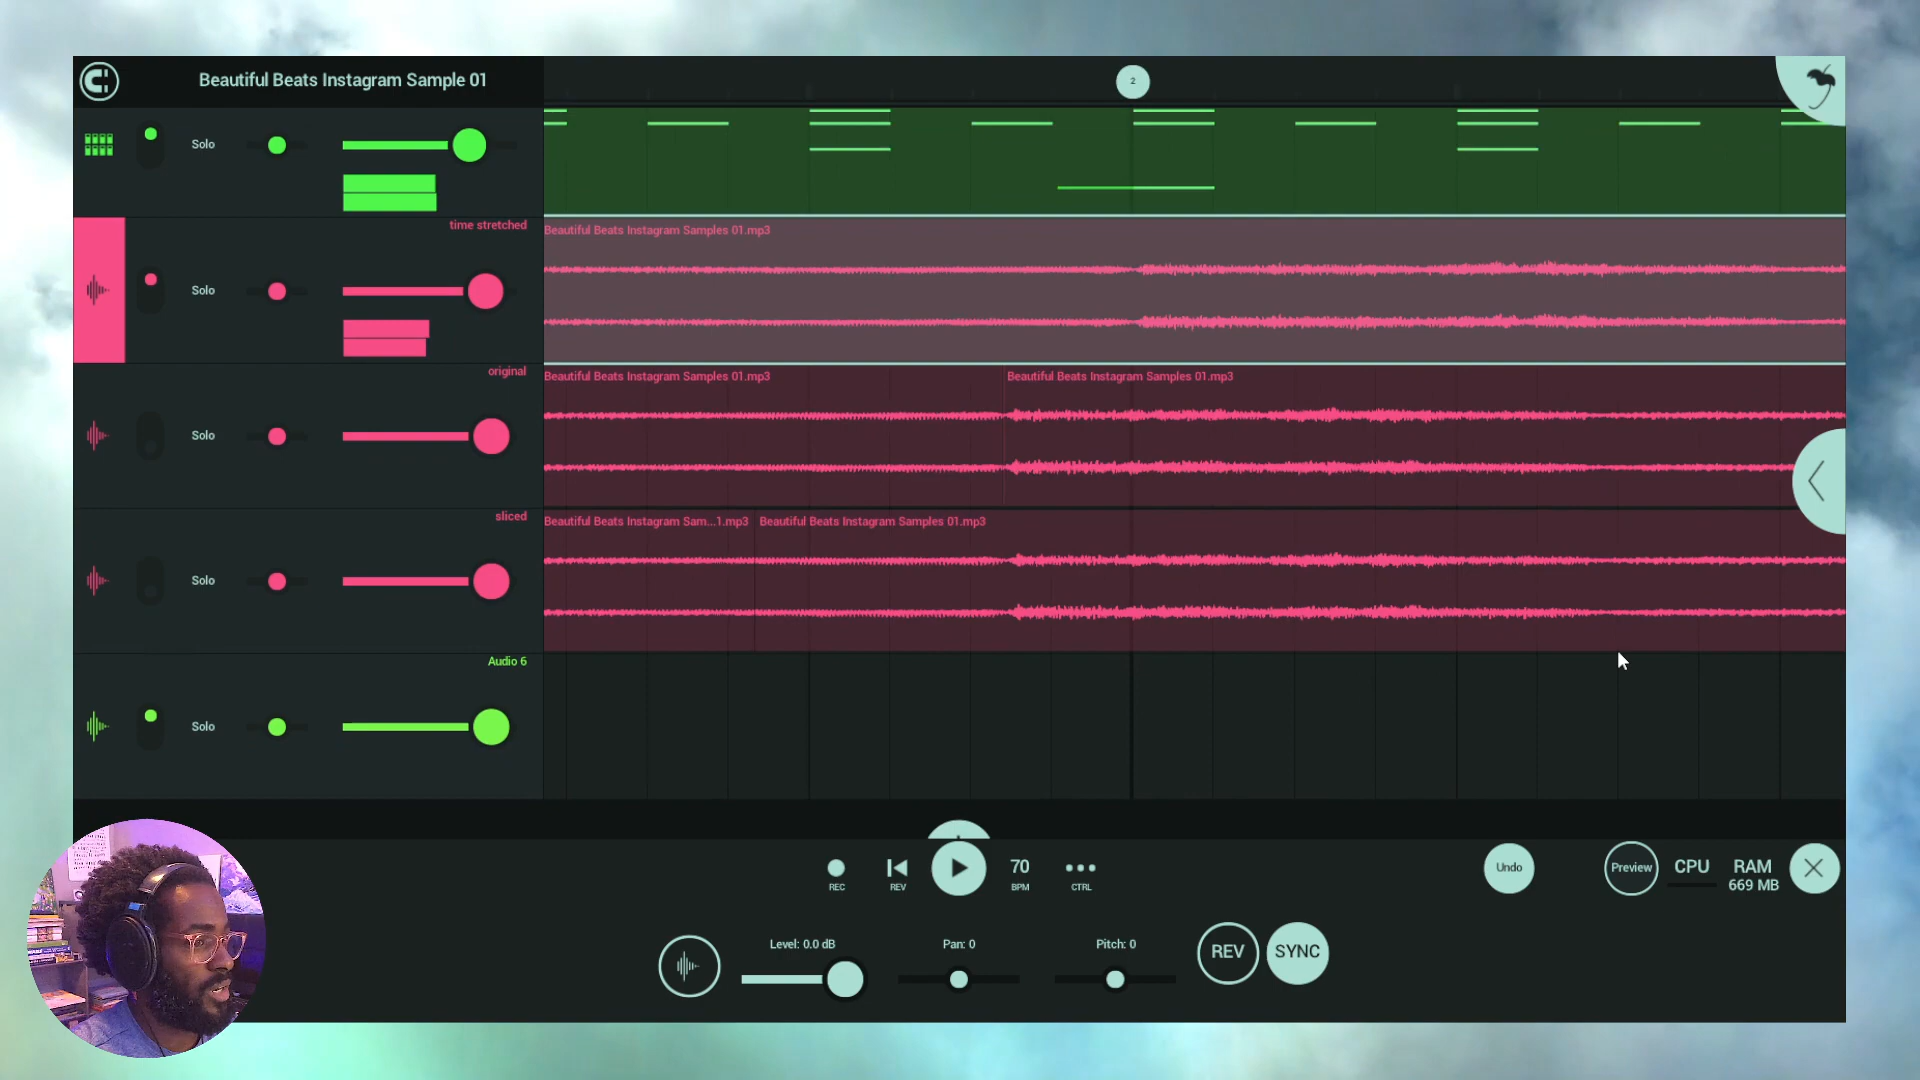 Beautiful Beats Instagram Sample 01
2
Solo
time stretched
Beautiful Beats Instagram Samples 01.mp3
Solo
original
Beautiful Beats Instagram Samples 01.mp3
Beautiful Beats Instagram Samples 01.mp3
Solo
sliced
Beautiful Beats Instagram Sam...1.mp3
Beautiful Beats Instagram Samples 01.mp3
Solo
Audio 6
Solo
REC
REV
70
BPM
CTRL
Undo
Preview
CPU
RAM
669 MB
Level: 0.0 dB
Pan: 0
Pitch: 0
REV
SYNC